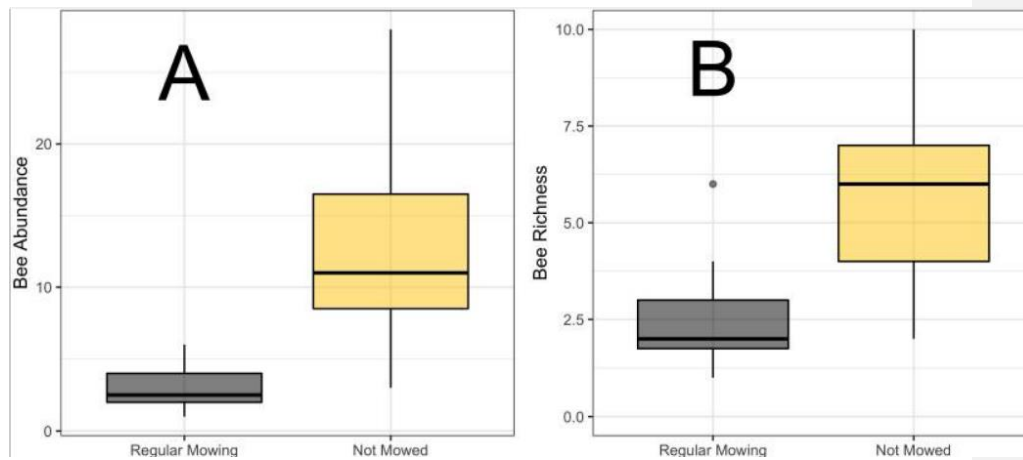 A
Bee Abundance
20
10
0
Regular Mowing
Not Mowed
B
Bee Richness
10.0
7.5
5.0
2.5
0.0
Regular Mowing
Not Mowed